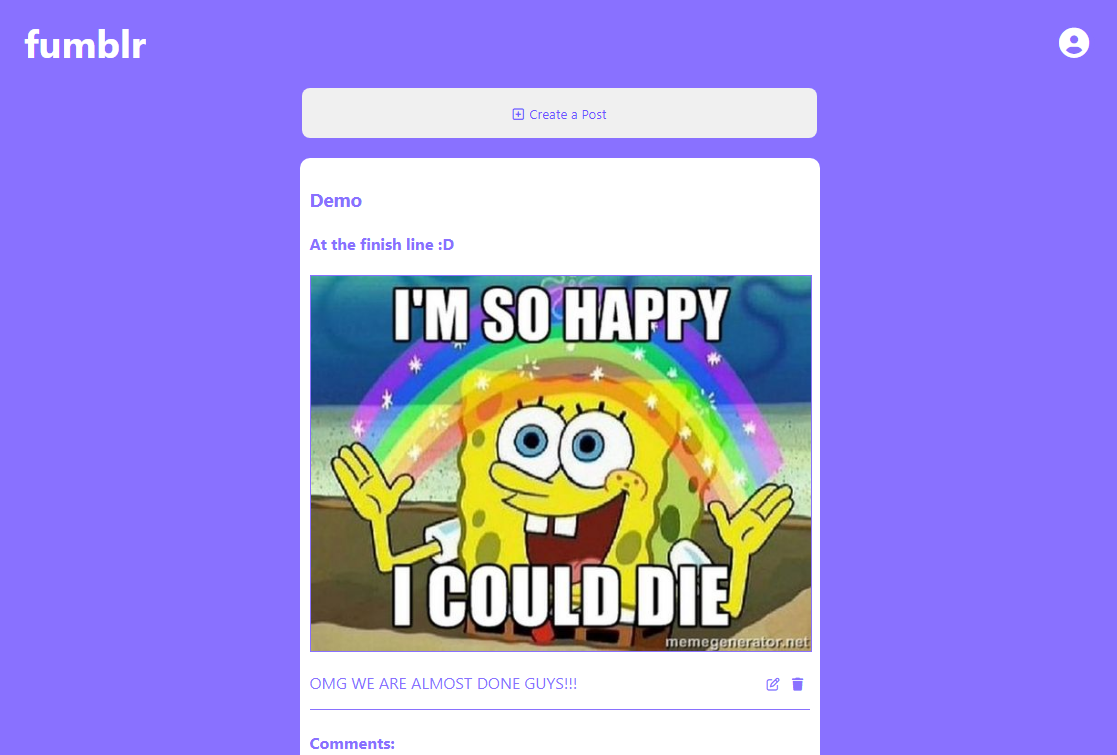 fumblr
Create a Post
Demo
At the finish line :D
I'M SO HAPPY
I COULD DIE
memegenerator.net
OMG WE ARE ALMOST DONE GUYS!!!
Comments: